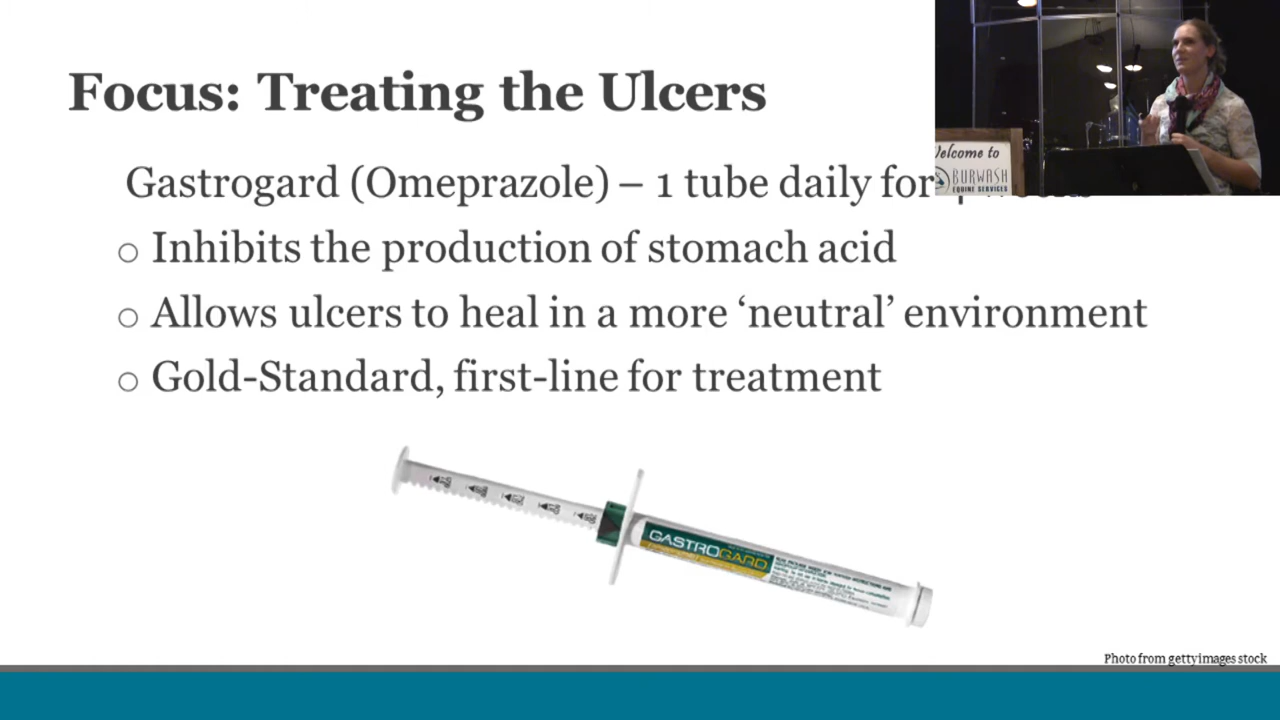 Focus: Treating the Ulcers
Gastrogard (Omeprazole) – 1 tube daily for
Inhibits the production of stomach acid
Allows ulcers to heal in a more ‘neutral’ environment
Gold-Standard, first-line for treatment
Welcome to
BURWASH
EQUINE SERVICES
GASTROGARD
Photo from gettyimages stock